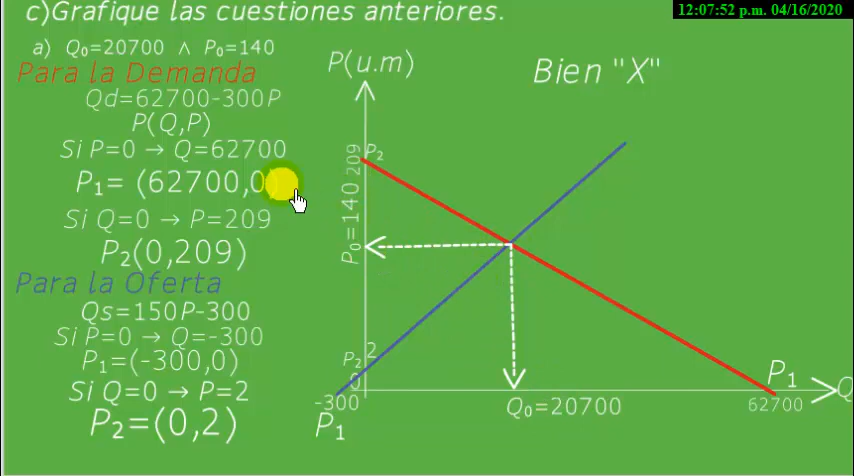 12:07:52 p.m. 04/16/2020
c)Grafique las cuestiones anteriores.
a) Q₀=20700 ∧ P₀=140
Para la Demanda
Qd=62700-300P
P(Q,P)
Si P=0 → Q=62700
P₁= (62700,0
Si Q=0 → P=209
P₂(0,209)
Para la Oferta
Qs=150P-300
Si P=0 → Q=-300
P₁=(-300,0)
Si Q=0 → P=2
P₂=(0,2)
P(u.m)
Bien "X"
209
P₂
P₀=140
P₂ 2
0
-300
P₁
Q₀=20700
P₁
62700
Q